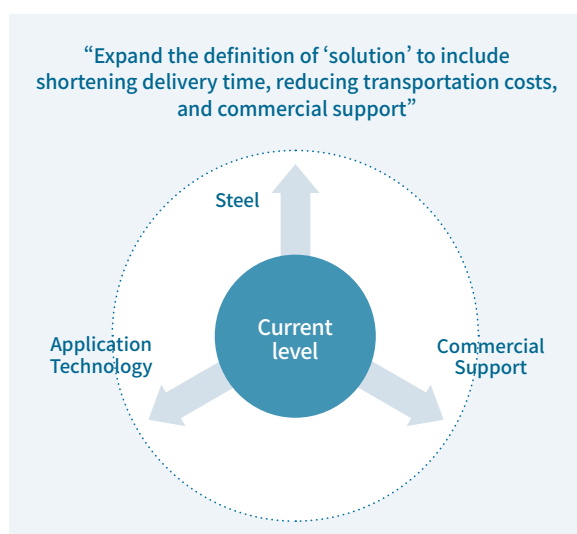 “Expand the definition of ‘solution’ to include
shortening delivery time, reducing transportation costs,
and commercial support”
Steel
Current
level
Application
Technology
Commercial
Support